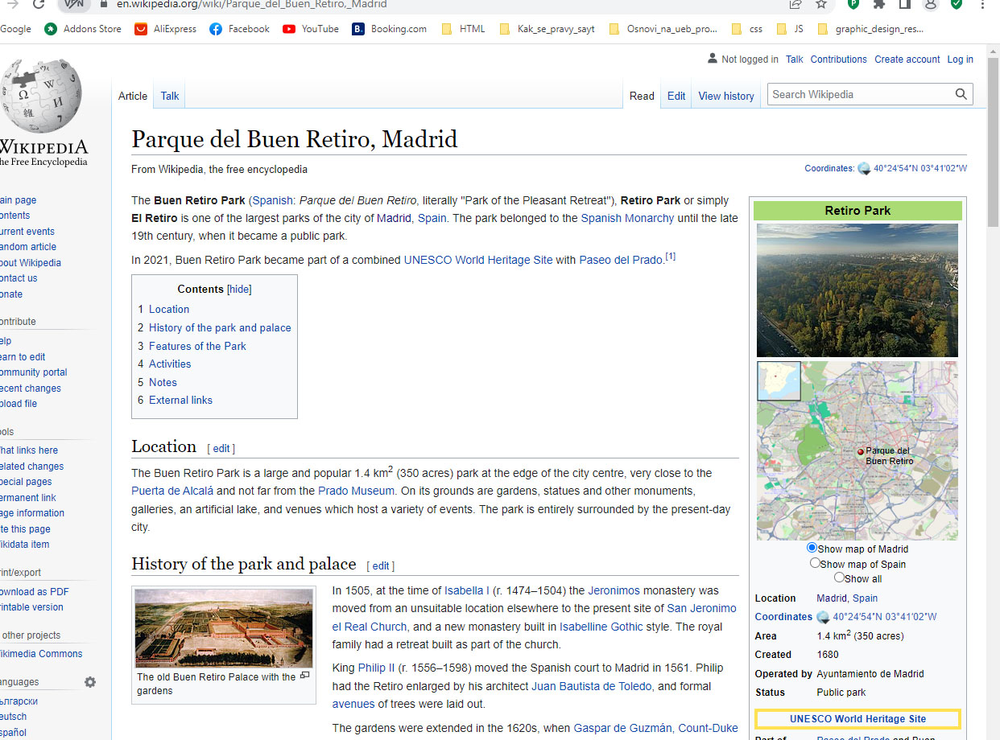 VPN en.wikipedia.org/wiki/Parque_del_Buen_Retiro,_Madrid
Google Addons Store AliExpress Facebook YouTube Booking.com HTML Kak_se_pravy_sayt Osnovi_na_ueb_pro... css JS graphic_design_res...
Not logged in Talk Contributions Create account Log in
Article Talk Read Edit View history Search Wikipedia
WIKIPEDIA
he Free Encyclopedia
ain page
ontents
urrent events
andom article
bout Wikipedia
ontact us
onate
ontribute
elp
earn to edit
ommunity portal
ecent changes
pload file
ols
hat links here
elated changes
pecial pages
ermanent link
age information
ite this page
ikidata item
rint/export
ownload as PDF
rintable version
other projects
ikimedia Commons
anguages
ългарски
eutsch
spañol
Parque del Buen Retiro, Madrid
From Wikipedia, the free encyclopedia
Coordinates: 40°24′54″N 03°41′02″W
The Buen Retiro Park (Spanish: Parque del Buen Retiro, literally "Park of the Pleasant Retreat"), Retiro Park or simply
El Retiro is one of the largest parks of the city of Madrid, Spain. The park belonged to the Spanish Monarchy until the late
19th century, when it became a public park.
In 2021, Buen Retiro Park became part of a combined UNESCO World Heritage Site with Paseo del Prado.[1]
Contents [hide]
1 Location
2 History of the park and palace
3 Features of the Park
4 Activities
5 Notes
6 External links
Location [ edit ]
The Buen Retiro Park is a large and popular 1.4 km2 (350 acres) park at the edge of the city centre, very close to the
Puerta de Alcalá and not far from the Prado Museum. On its grounds are gardens, statues and other monuments,
galleries, an artificial lake, and venues which host a variety of events. The park is entirely surrounded by the present-day
city.
History of the park and palace [ edit ]
The old Buen Retiro Palace with the
gardens
In 1505, at the time of Isabella I (r. 1474–1504) the Jeronimos monastery was
moved from an unsuitable location elsewhere to the present site of San Jeronimo
el Real Church, and a new monastery built in Isabelline Gothic style. The royal
family had a retreat built as part of the church.
King Philip II (r. 1556–1598) moved the Spanish court to Madrid in 1561. Philip
had the Retiro enlarged by his architect Juan Bautista de Toledo, and formal
avenues of trees were laid out.
The gardens were extended in the 1620s, when Gaspar de Guzmán, Count-Duke
Retiro Park
Parque del
Buen Retiro
Show map of Madrid
Show map of Spain
Show all
Location Madrid, Spain
Coordinates 40°24′54″N 03°41′02″W
Area 1.4 km2 (350 acres)
Created 1680
Operated by Ayuntamiento de Madrid
Status Public park
UNESCO World Heritage Site
Part of Paseo del Prado and Buen